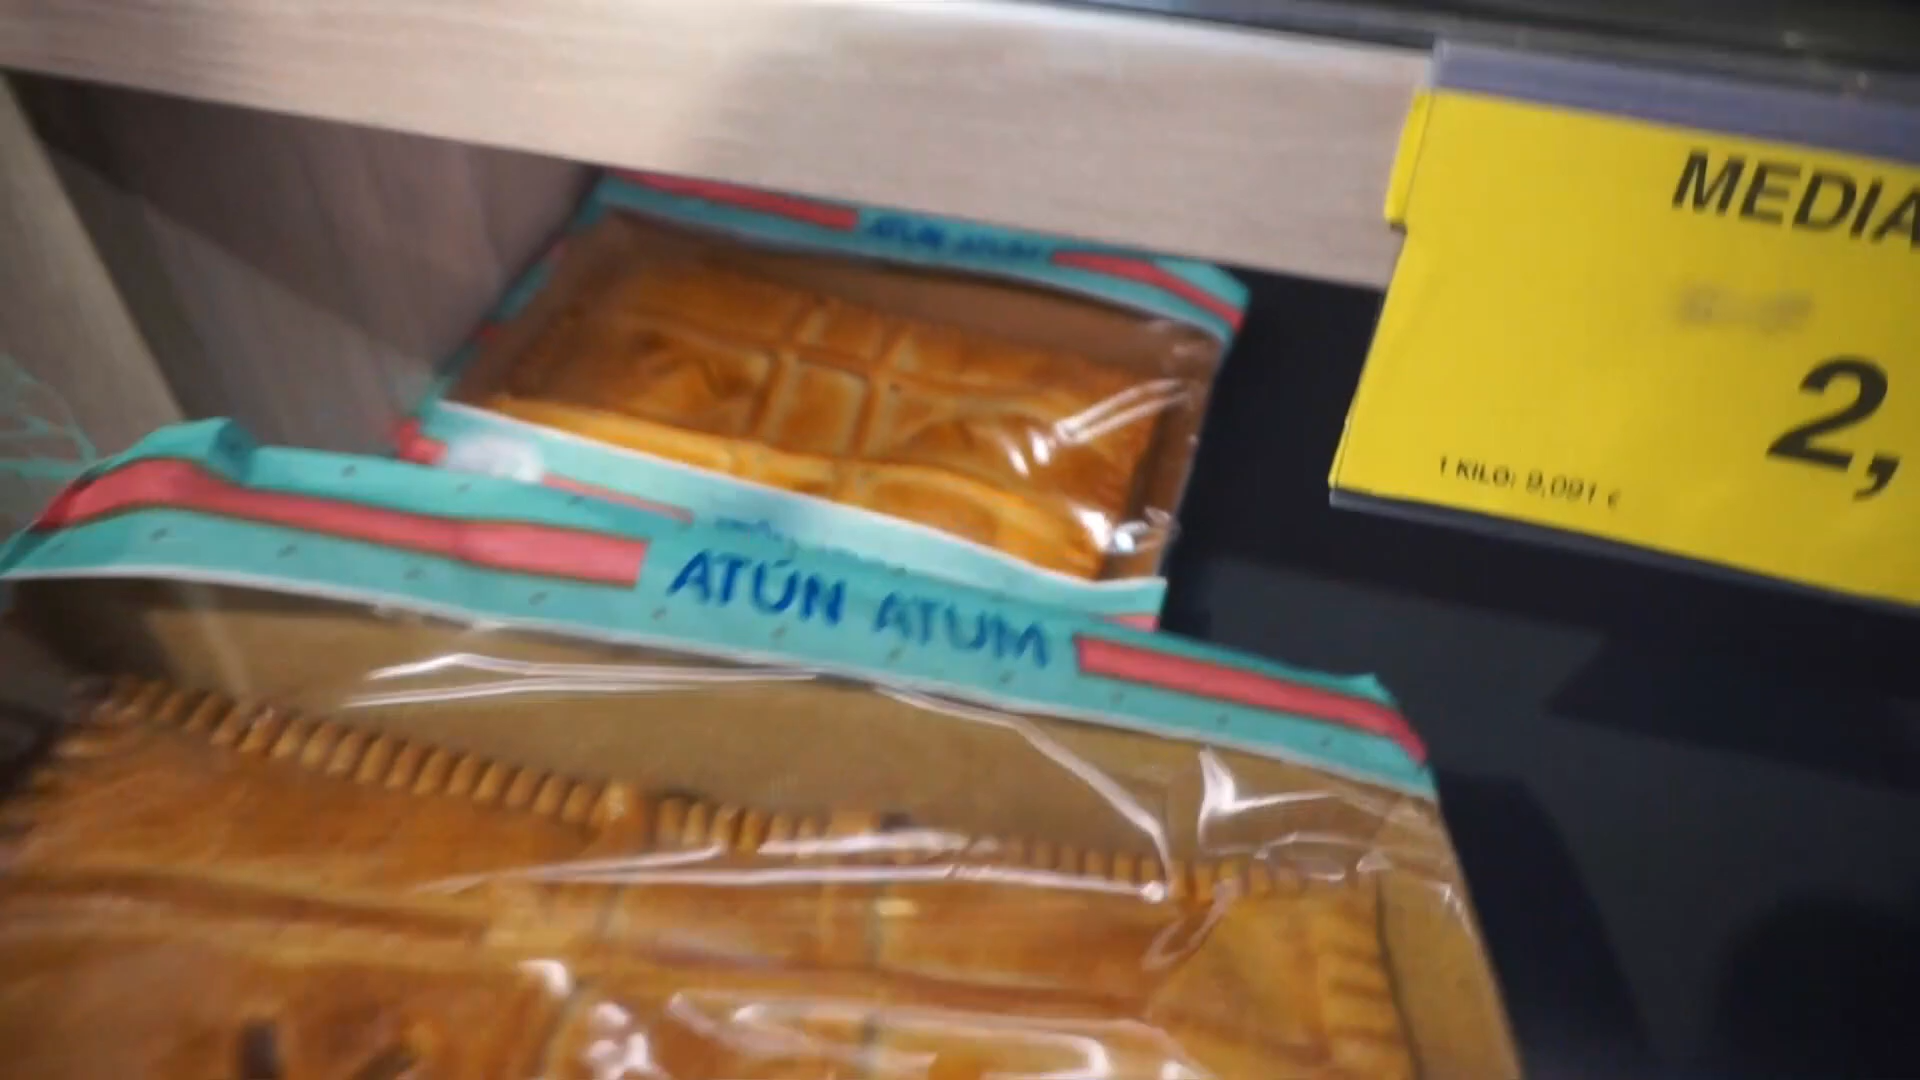 MEDIA
2,
1 KILO: 9,091 €
ATÚN ATUM
ATÚN ATUM